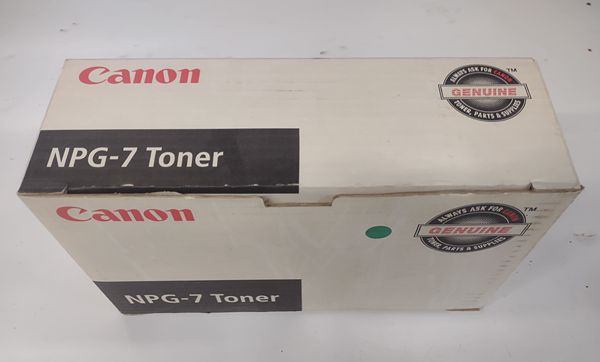 Canon
ALWAYS ASK FOR CANON
GENUINE
TONER, PARTS & SUPPLIES
TM
NPG-7 Toner
Canon
ALWAYS ASK FOR CANON
GENUINE
TONER, PARTS & SUPPLIES
TM
NPG-7 Toner